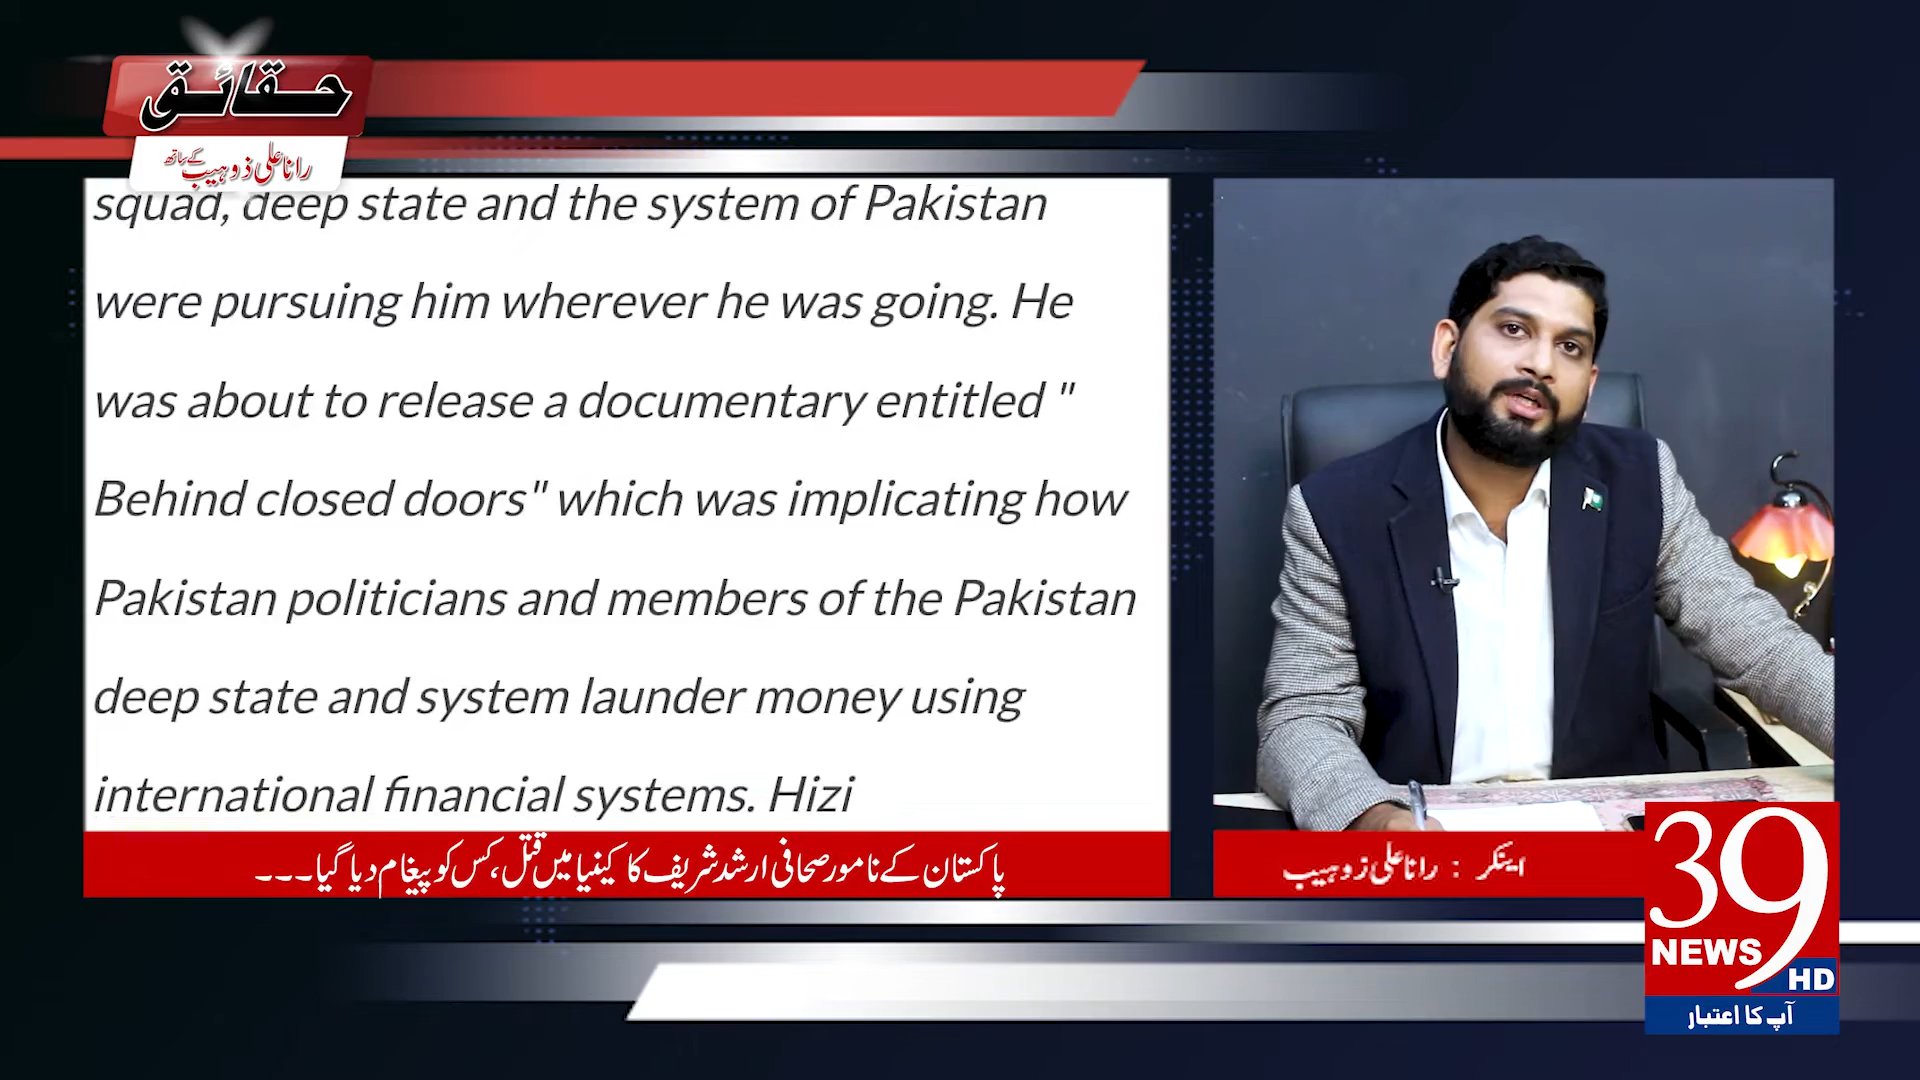 حقائق
رانا علی ذوہیب کے ساتھ
squad, deep state and the system of Pakistan
were pursuing him wherever he was going. He
was about to release a documentary entitled "
Behind closed doors" which was implicating how
Pakistan politicians and members of the Pakistan
deep state and system launder money using
international financial systems. Hizi
پاکستان کے نامور صحافی ارشد شریف کا کینیا میں قتل، کس کو پیغام دیا گیا۔۔۔
اینکر : رانا علی زوہیب
39
NEWS
HD
آپ کا اعتبار